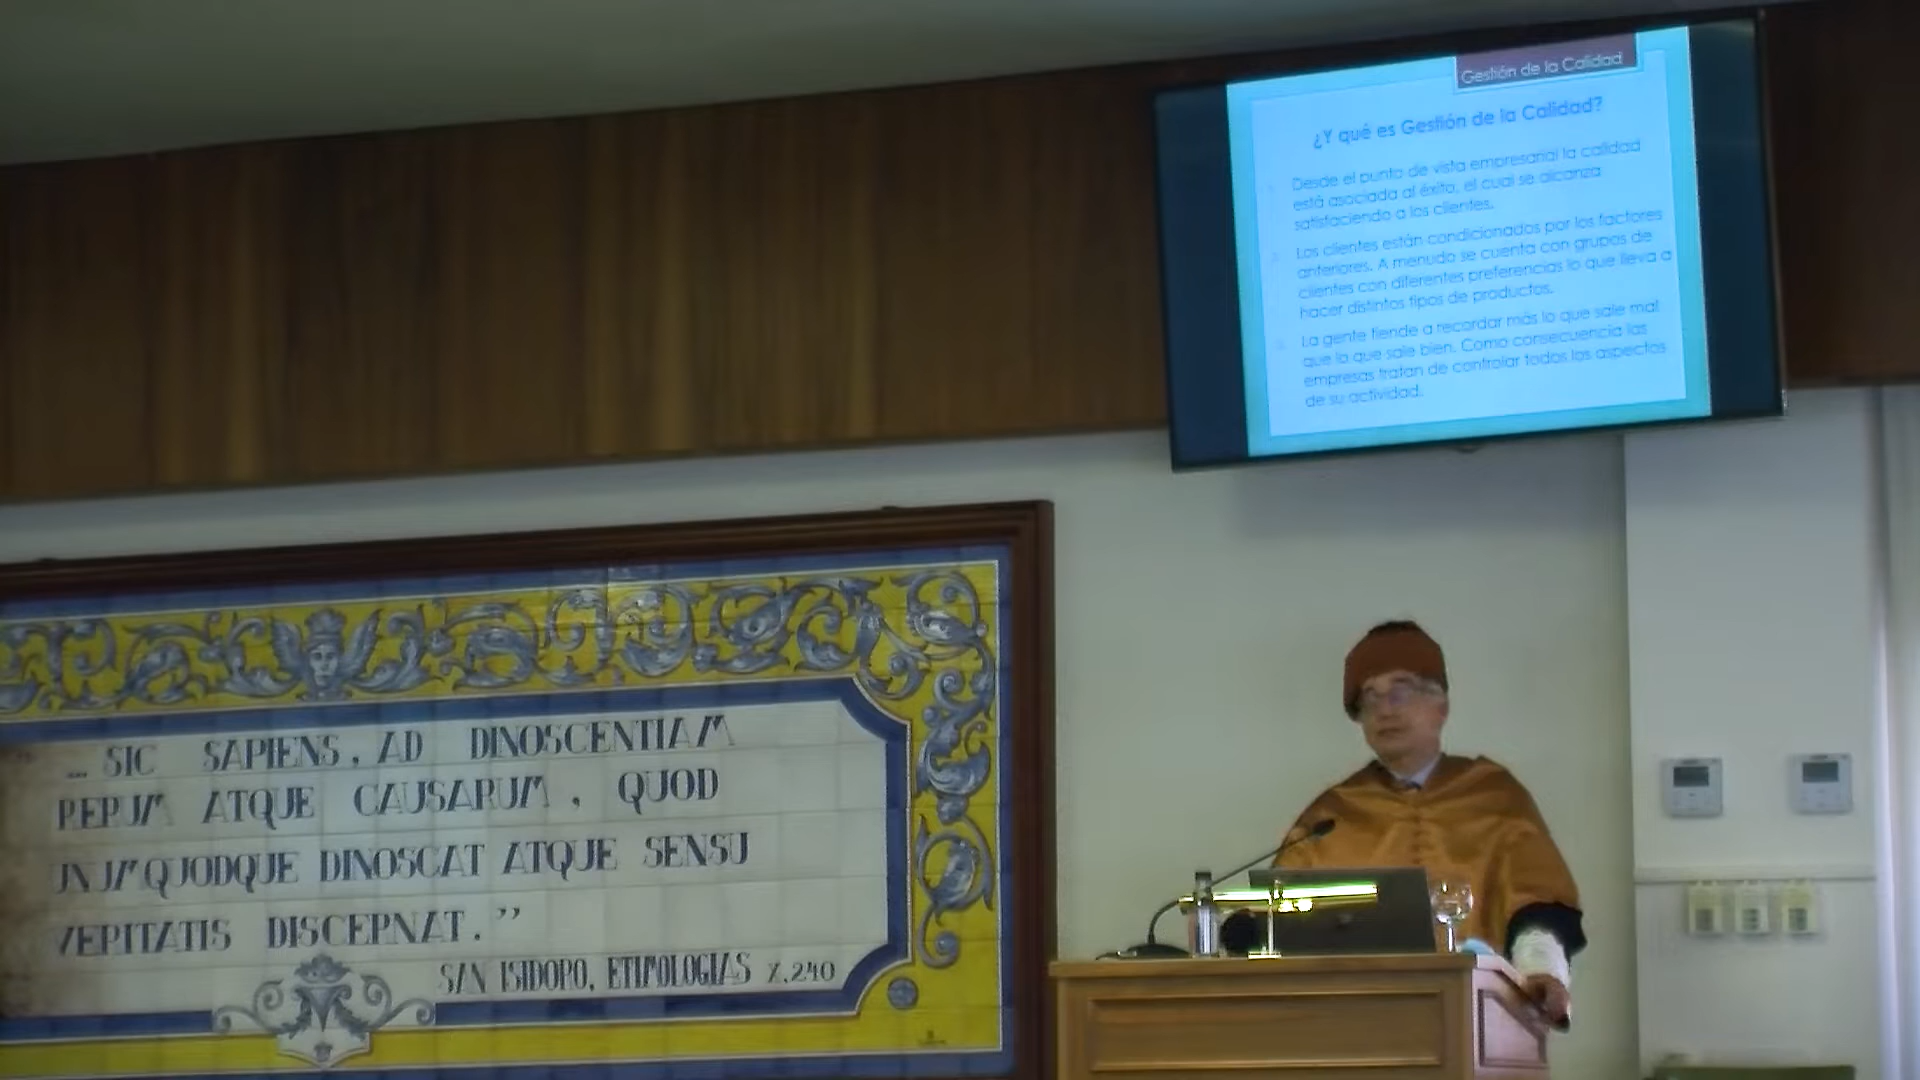 Gestión de la Calidad
¿Y qué es Gestión de la Calidad?
Desde el punto de vista empresarial la calidad
está asociada al éxito, el cual se alcanza
satisfaciendo a los clientes.
Los clientes están condicionados por los factores
anteriores. A menudo se cuenta con grupos de
clientes con diferentes preferencias lo que lleva a
hacer distintos tipos de productos.
La gente tiende a recordar más lo que sale mal
que lo que sale bien. Como consecuencia las
empresas tratan de controlar todos los aspectos
de su actividad.
... SIC SAPIENS, AD DINOSCENTIAM
RERUM ATQUE CAUSARUM, QUOD
UNUMQUODQUE DINOSCAT ATQUE SENSU
VERITATIS DISCERNAT.”
SAN ISIDORO, ETIMOLOGIAS X,240